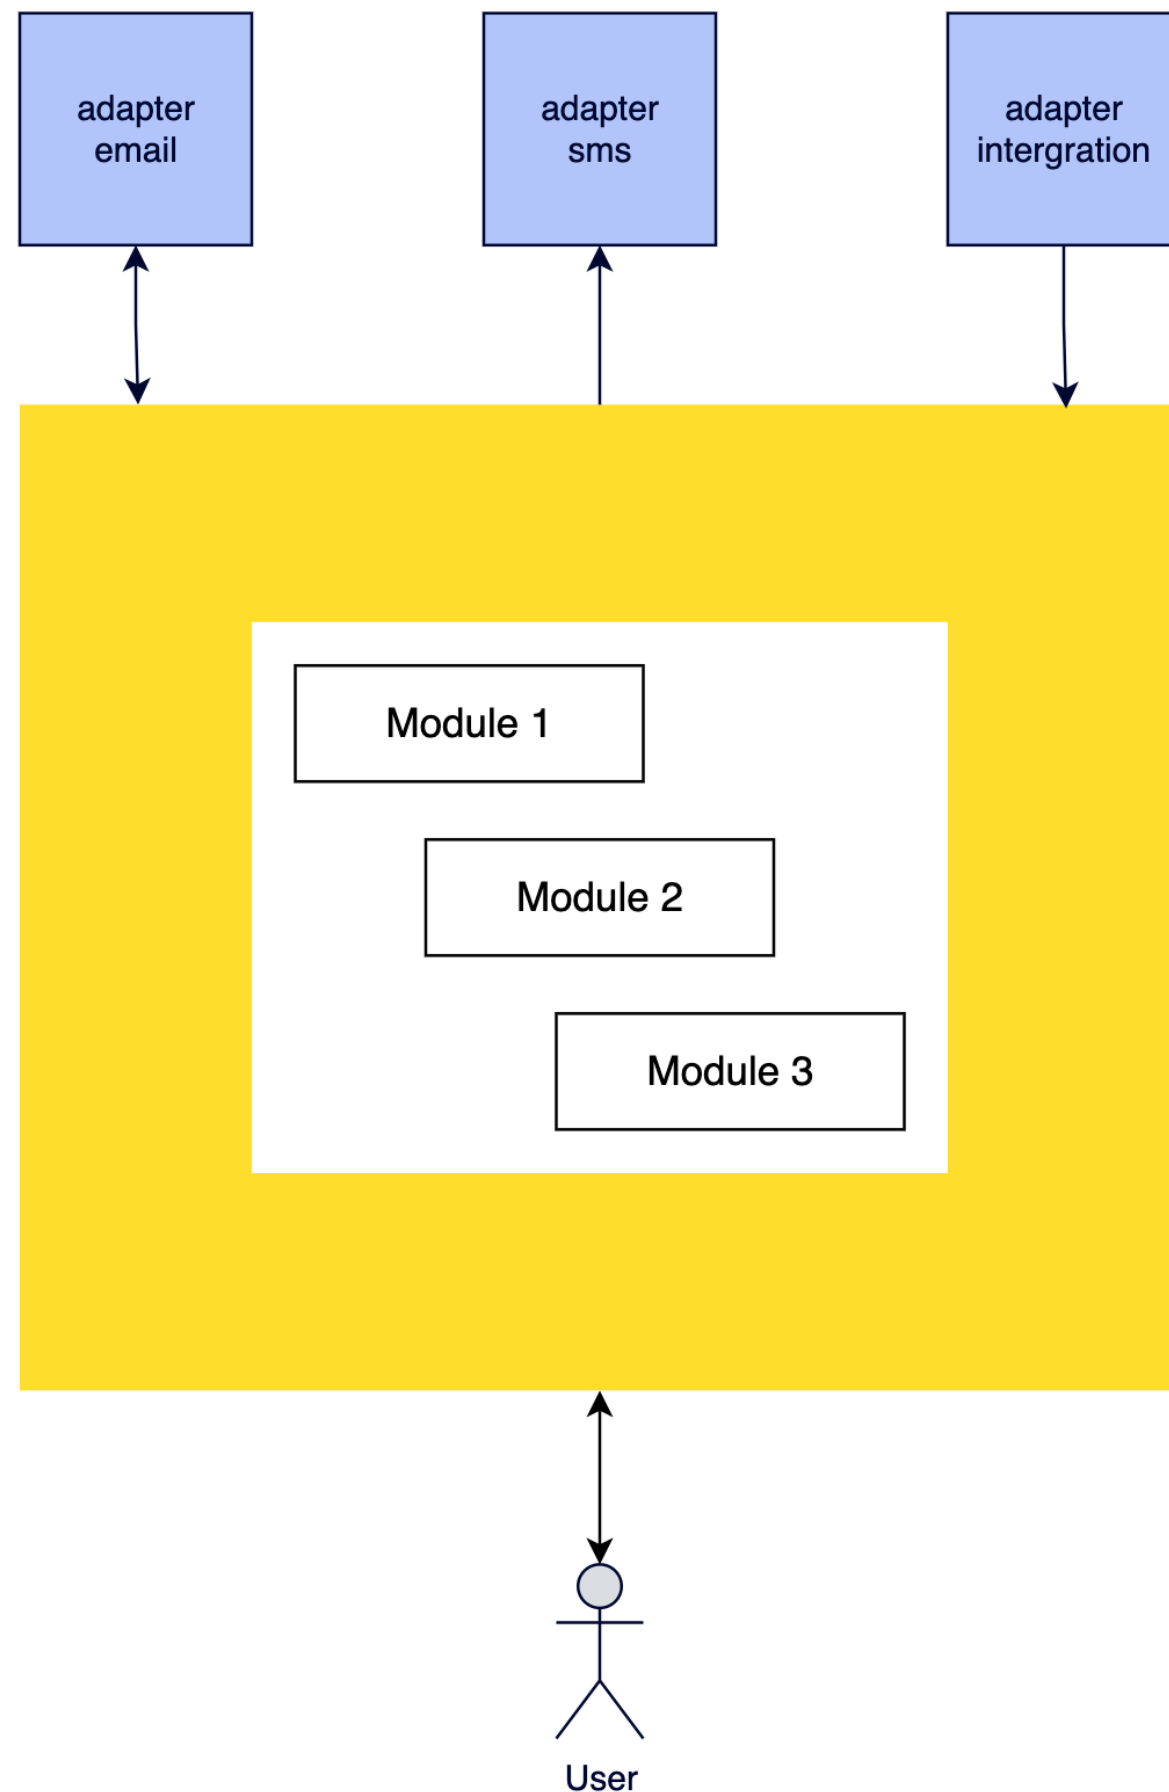 adapter
email
adapter
sms
adapter
intergration
Module 1
Module 2
Module 3
User